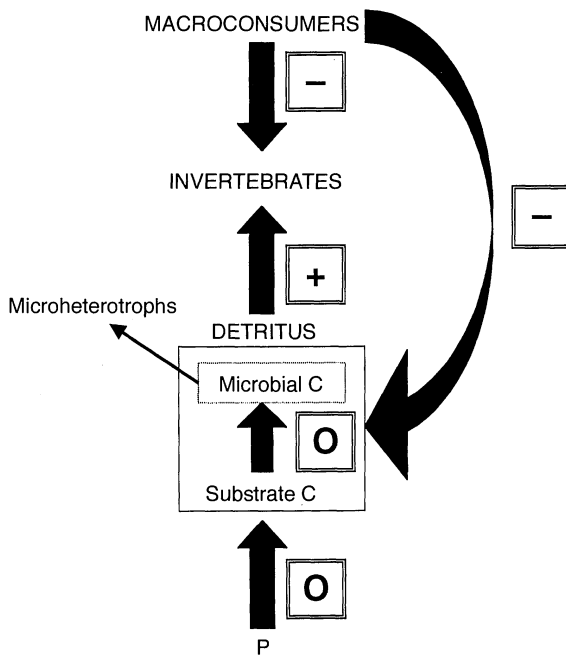 MACROCONSUMERS
−
INVERTEBRATES
−
+
Microheterotrophs
DETRITUS
Microbial C
O
Substrate C
O
P